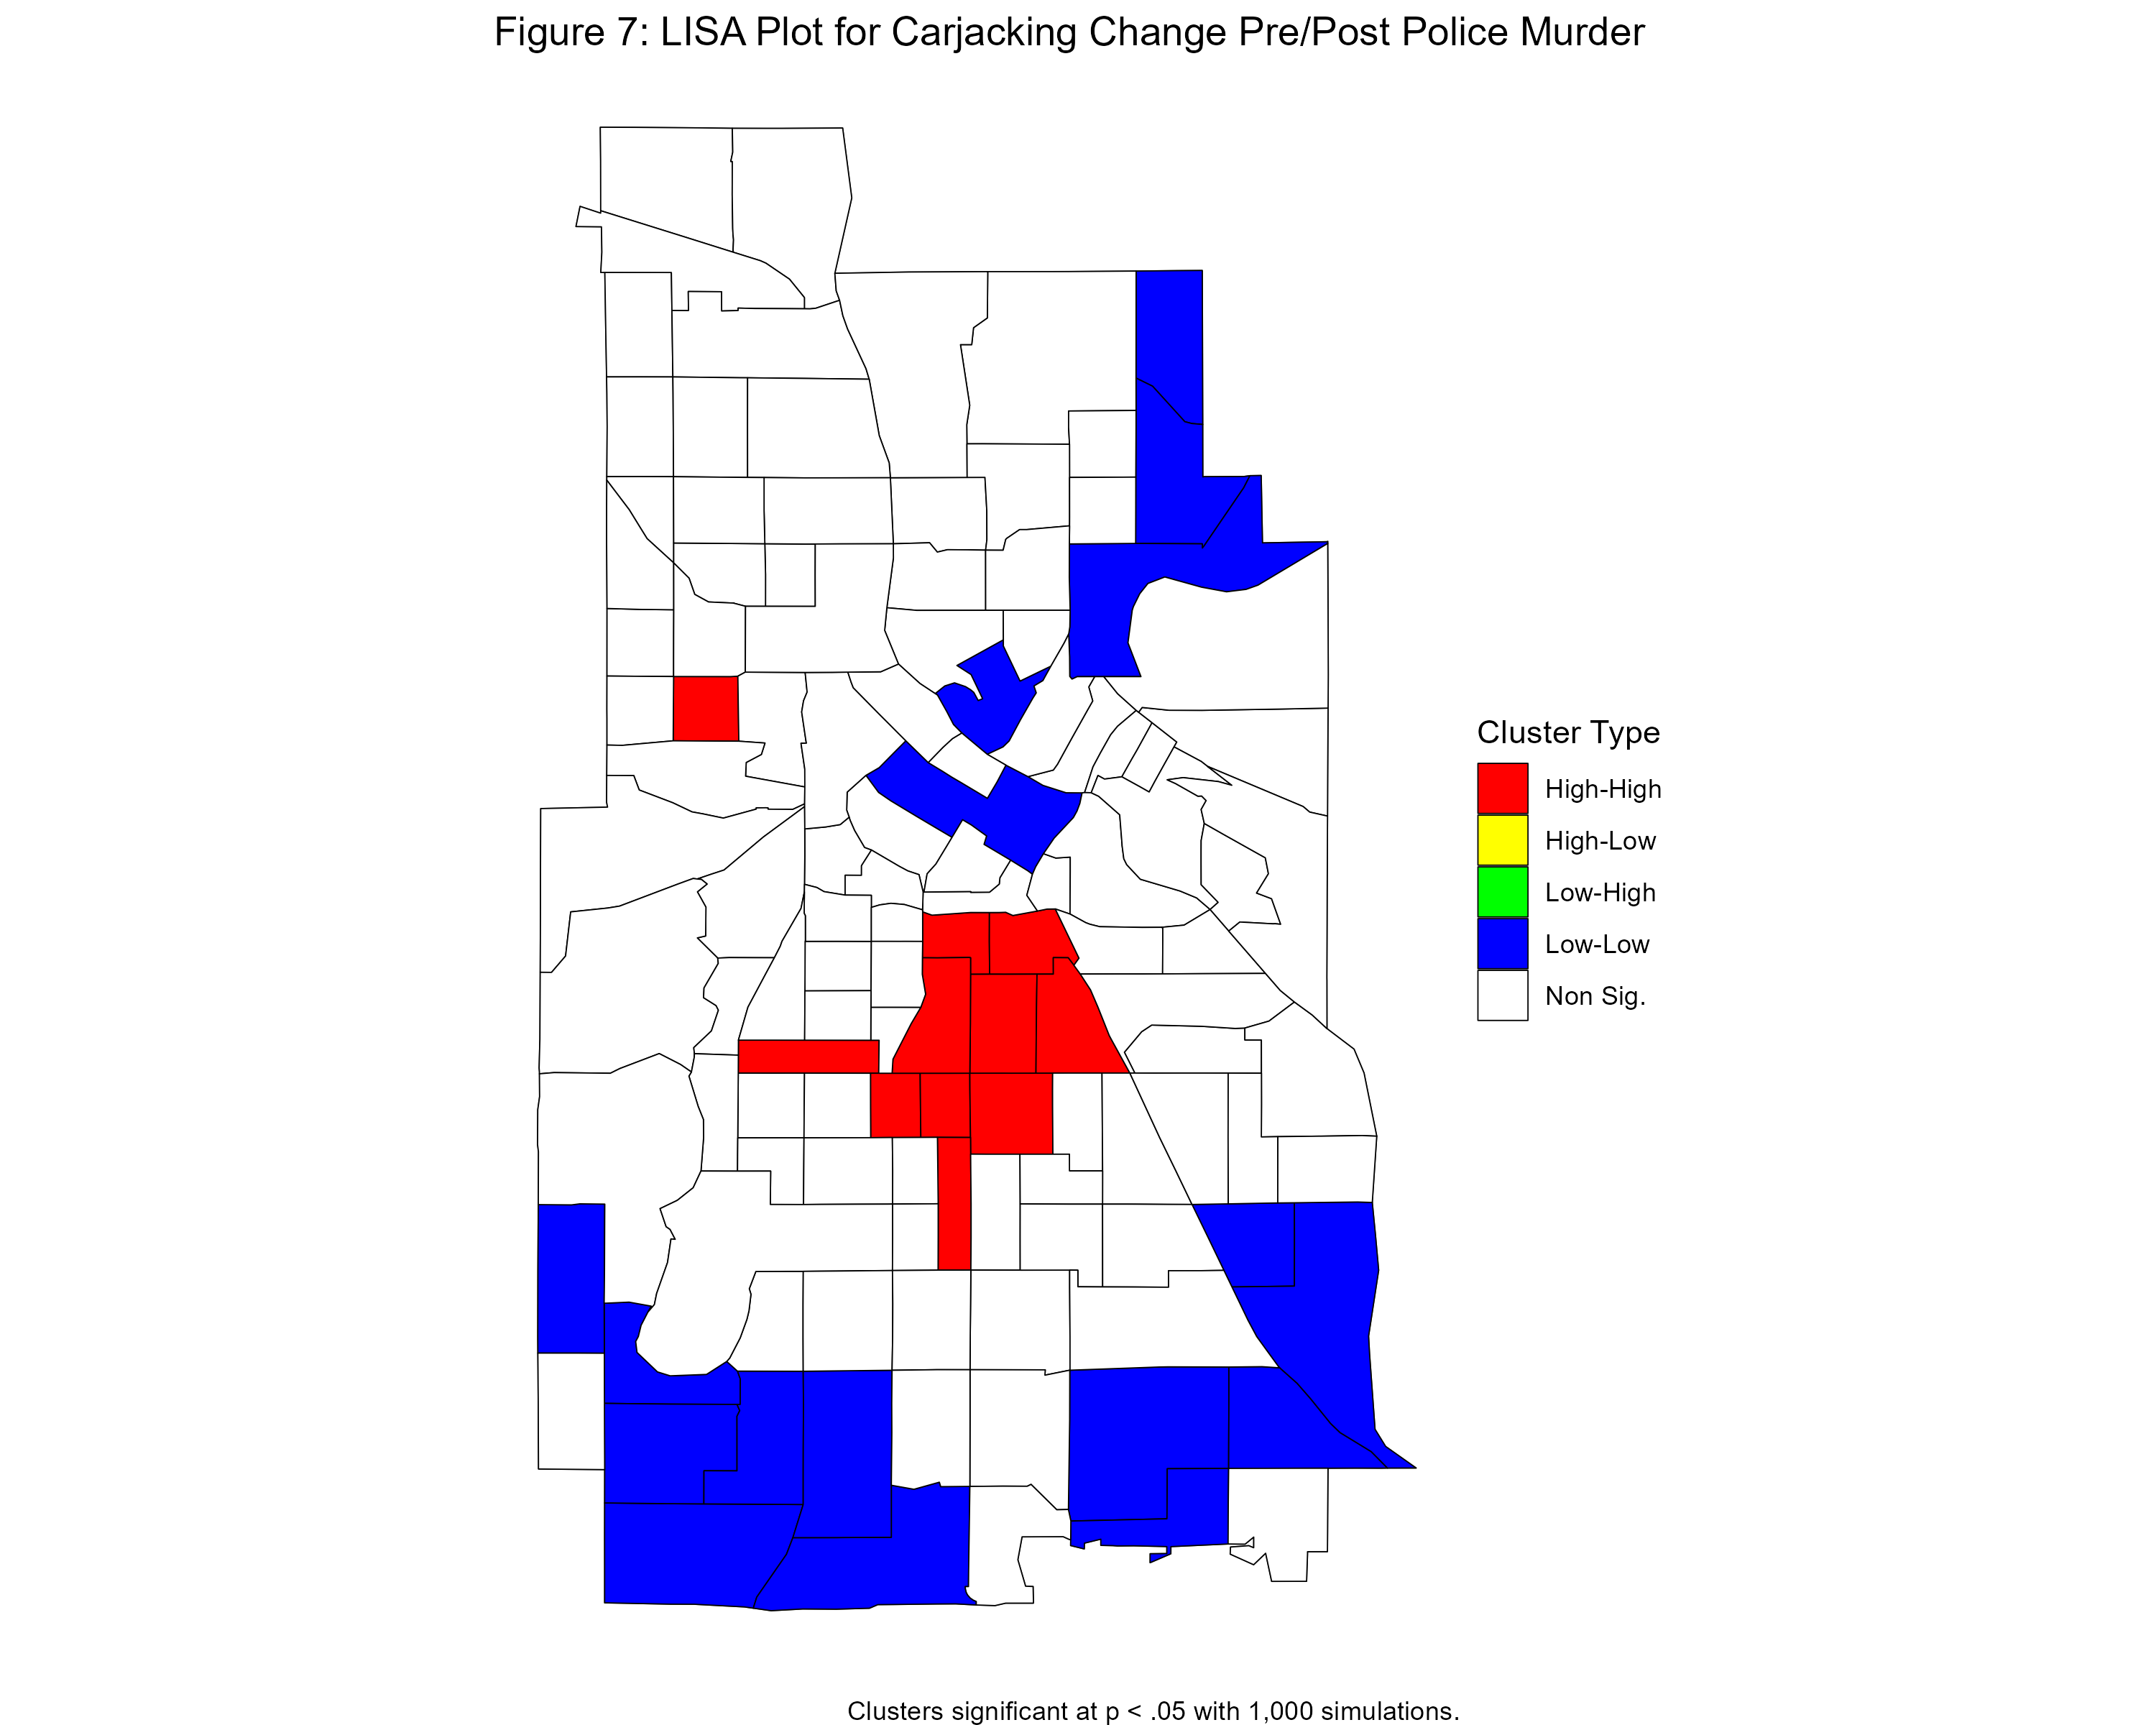 Figure 7: LISA Plot for Carjacking Change Pre/Post Police Murder
Cluster Type
High-High
High-Low
Low-High
Low-Low
Non Sig.
Clusters significant at p < .05 with 1,000 simulations.